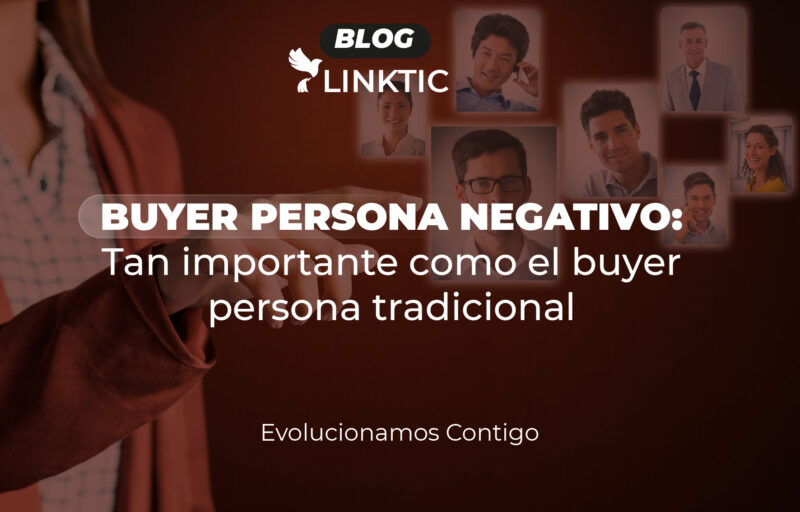 BLOG
LINKTIC
BUYER PERSONA NEGATIVO:
Tan importante como el buyer
persona tradicional
Evolucionamos Contigo